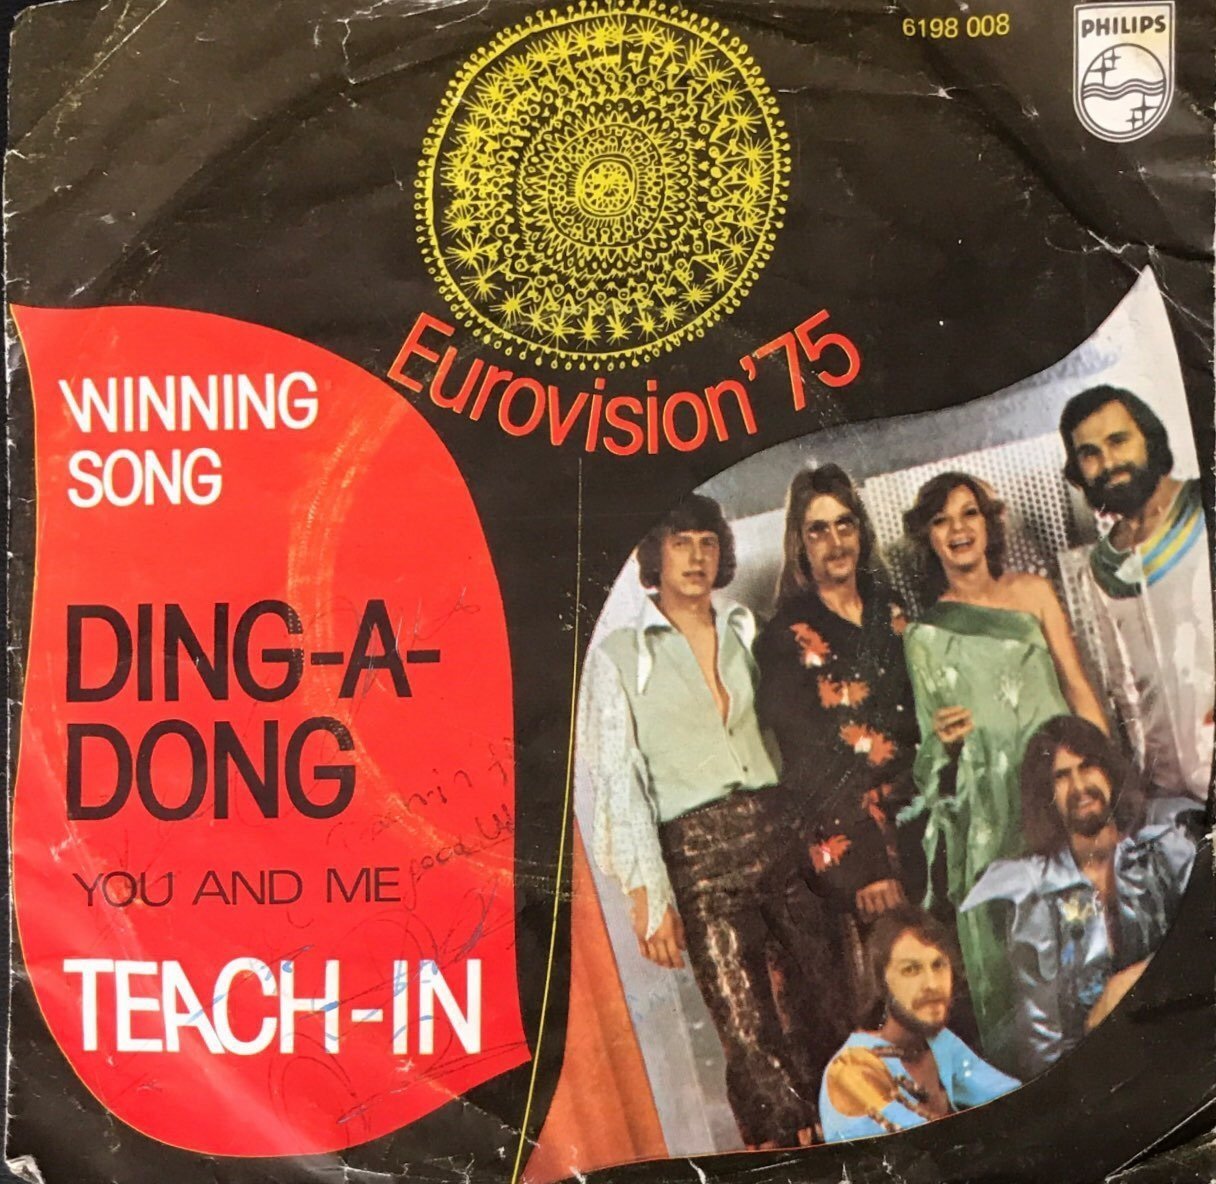 6198 008
PHILIPS
Eurovision'75
WINNING
SONG
DING-A-
DONG
YOU AND ME
TEACH-IN